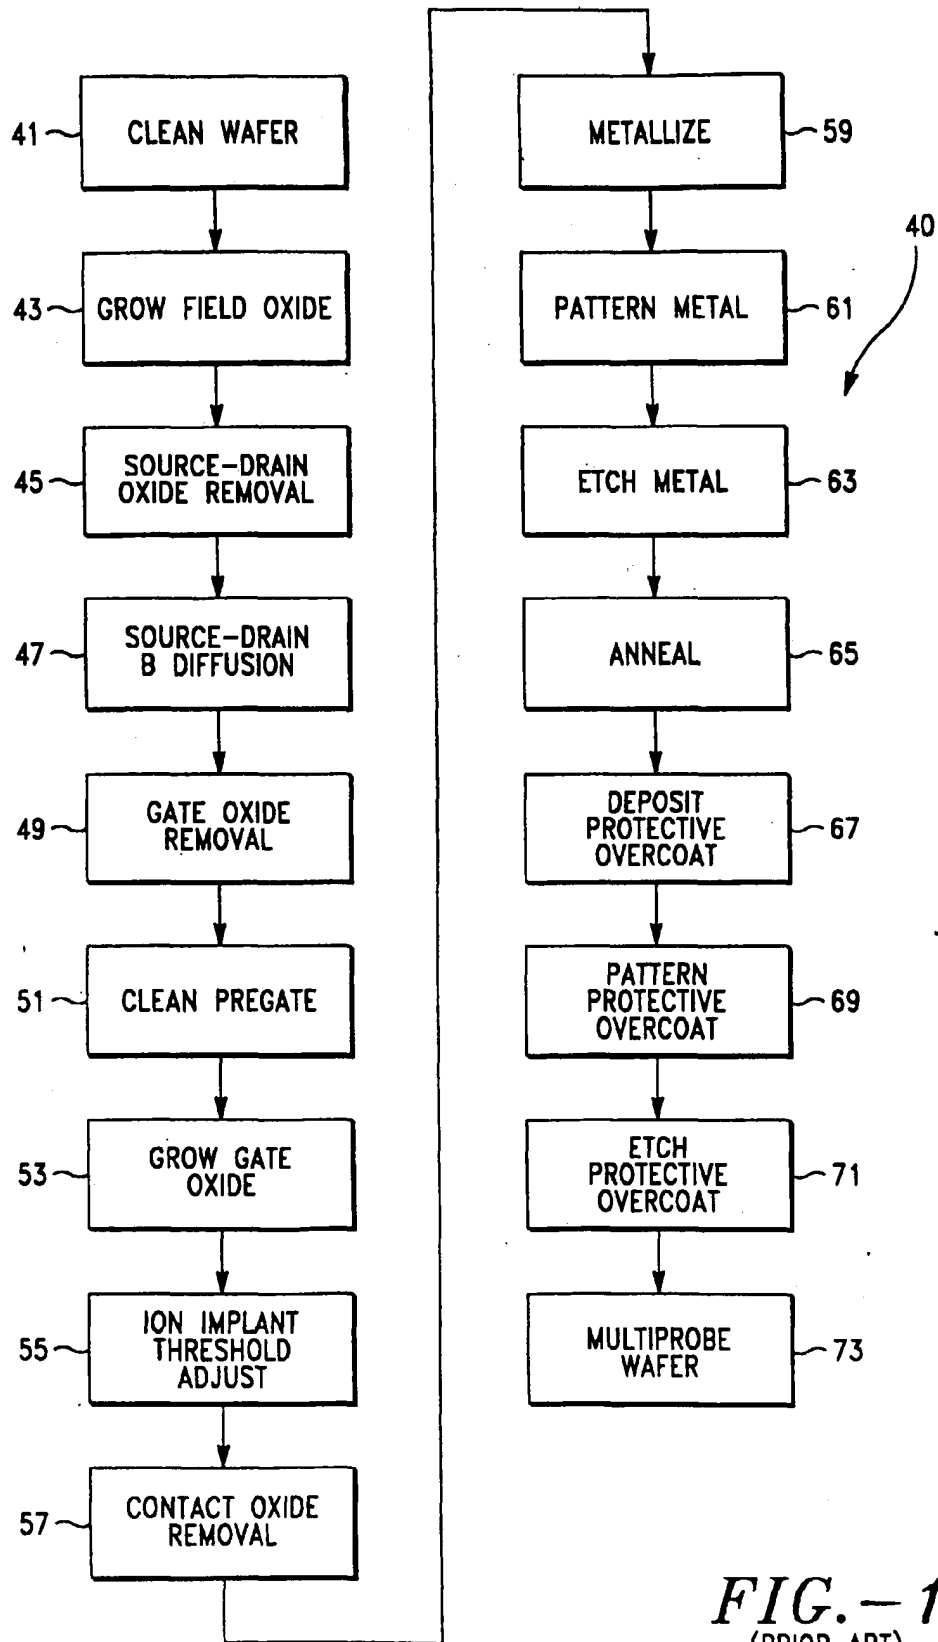 41
CLEAN WAFER
43
GROW FIELD OXIDE
45
SOURCE-DRAIN
OXIDE REMOVAL
47
SOURCE-DRAIN
B DIFFUSION
49
GATE OXIDE
REMOVAL
51
CLEAN PREGATE
53
GROW GATE
OXIDE
55
ION IMPLANT
THRESHOLD
ADJUST
57
CONTACT OXIDE
REMOVAL
METALLIZE
59
40
PATTERN METAL
61
ETCH METAL
63
ANNEAL
65
DEPOSIT
PROTECTIVE
OVERCOAT
67
PATTERN
PROTECTIVE
OVERCOAT
69
ETCH
PROTECTIVE
OVERCOAT
71
MULTIPROBE
WAFER
73
FIG.-1
(PRIOR ART)